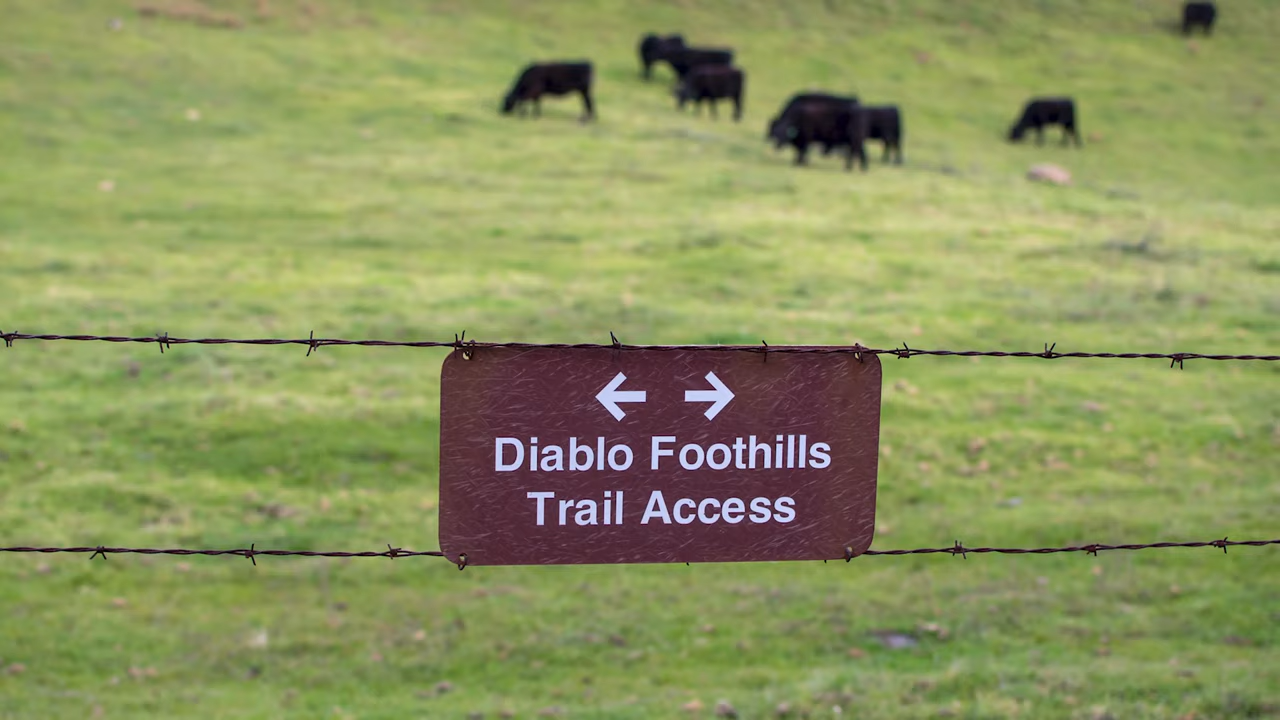 ← →
Diablo Foothills
Trail Access